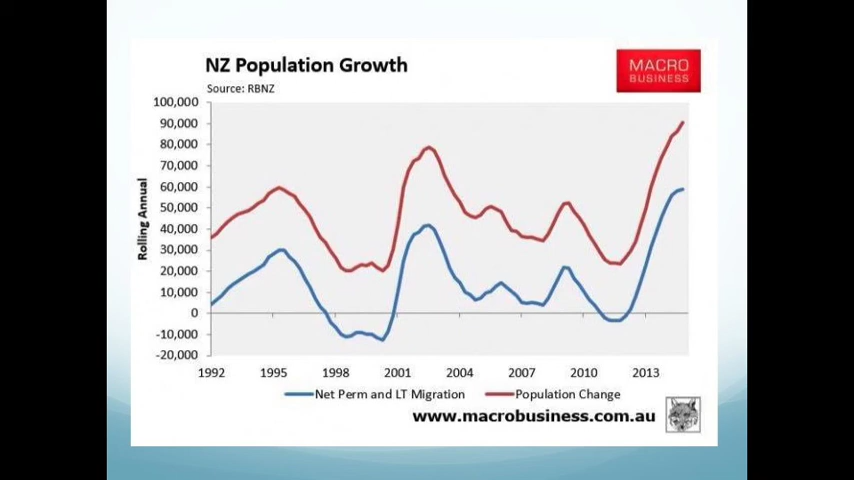 NZ Population Growth
Source: RBNZ
MACRO
BUSINESS
Rolling Annual
100,000
90,000
80,000
70,000
60,000
50,000
40,000
30,000
20,000
10,000
0
-10,000
-20,000
1992 1995 1998 2001 2004 2007 2010 2013
Net Perm and LT Migration Population Change
www.macrobusiness.com.au